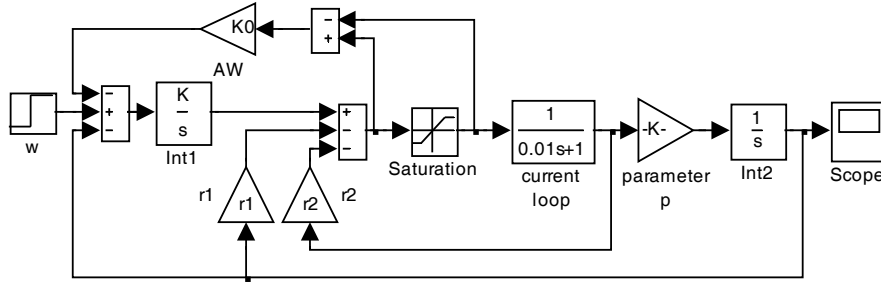 K0
AW
−
+
−
+
−
w
K
s
Int1
+
−
−
r1
r1
r2
r2
−
+
Saturation
1
0.01s+1
current
loop
-K-
parameter
p
1
s
Int2
Scope